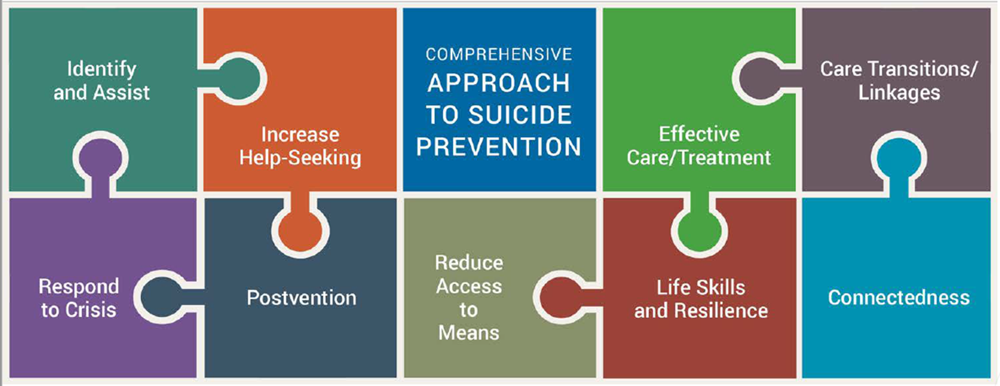 Identify
and Assist
Increase
Help-Seeking
COMPREHENSIVE
APPROACH
TO SUICIDE
PREVENTION
Effective
Care/Treatment
Care Transitions/
Linkages
Respond
to Crisis
Postvention
Reduce
Access
to
Means
Life Skills
and Resilience
Connectedness